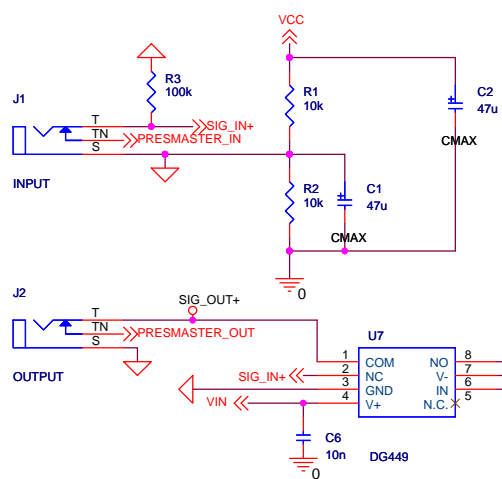 VCC
R3
100k
R1
10k
C2
47u
J1
T
SIG_IN+
TN
PRESMASTER_IN
S
CMAX
INPUT
R2
10k
C1
47u
CMAX
0
J2
SIG_OUT+
T
TN
PRESMASTER_OUT
S
U7
OUTPUT
1
COM
NO
8
SIG_IN+
2
NC
V-
7
3
GND
IN
6
VIN
4
V+
N.C.
5
C6
10n
DG449
0